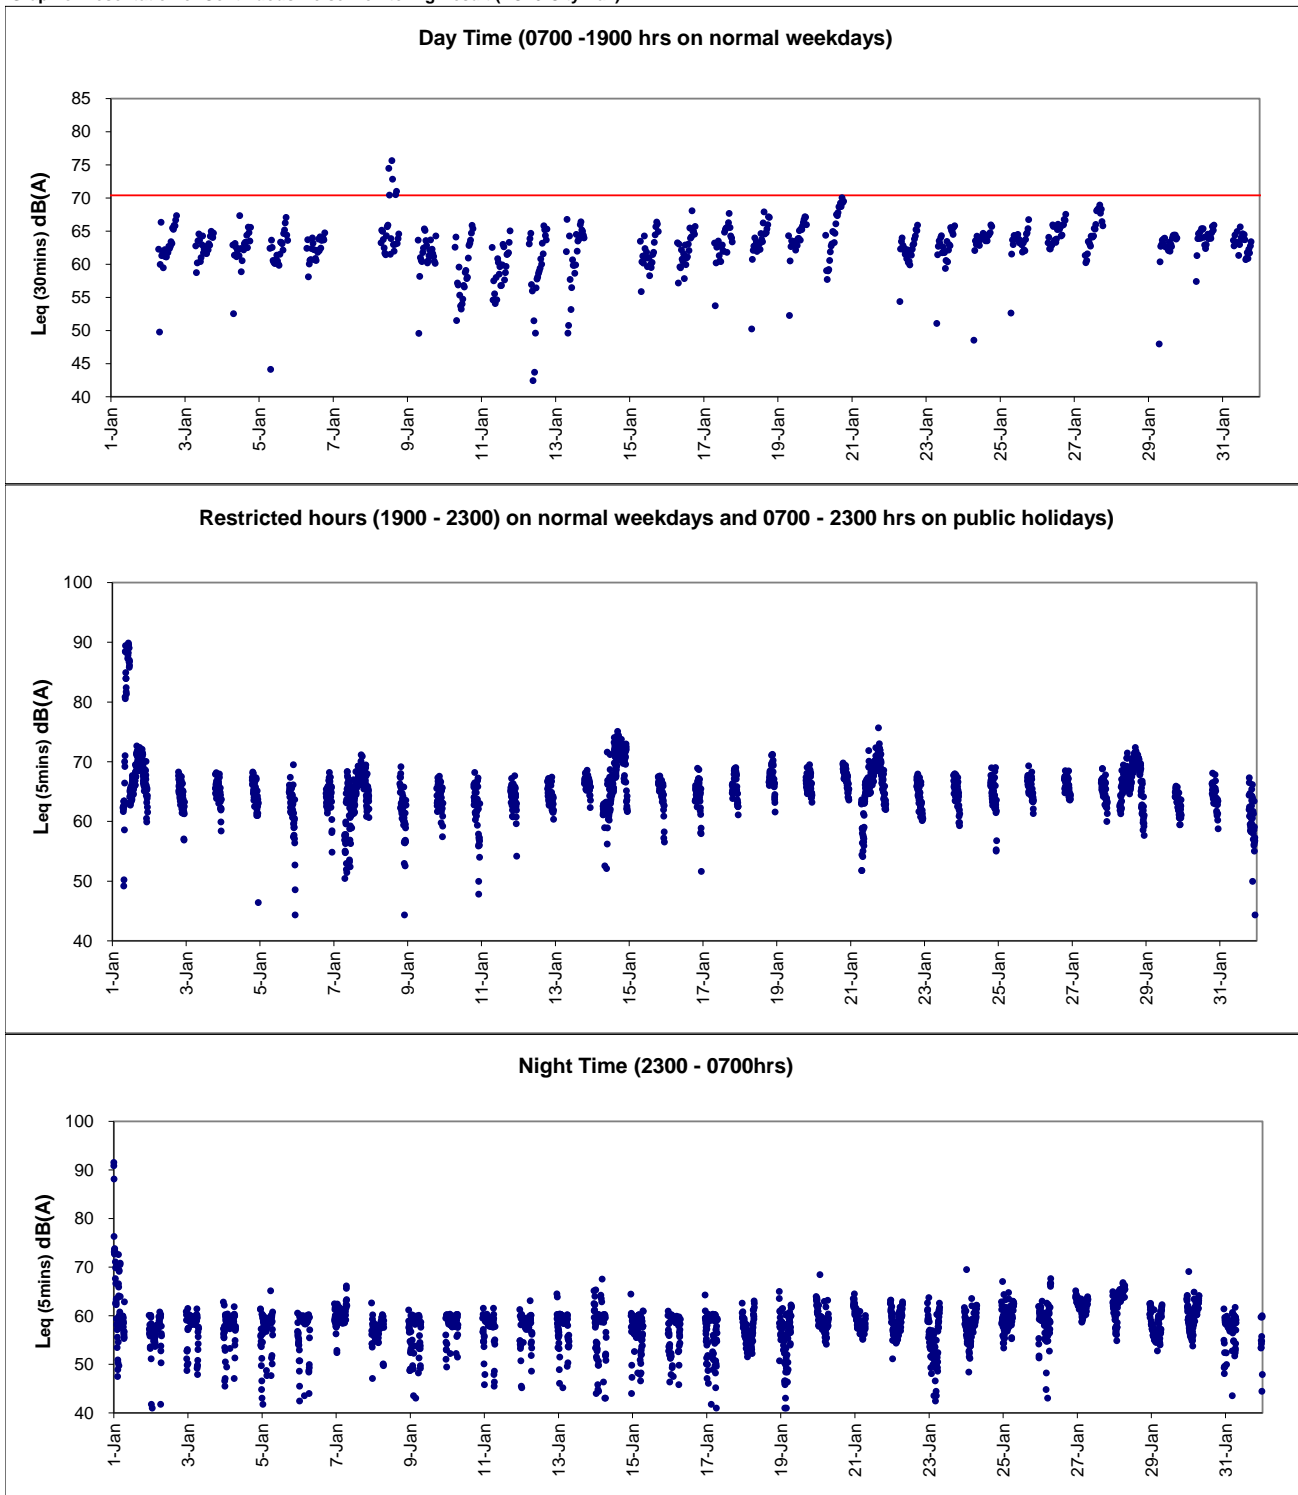 Day Time (0700 -1900 hrs on normal weekdays)
Leq (30mins) dB(A)
85
80
75
70
65
60
55
50
45
40
1-Jan
3-Jan
5-Jan
7-Jan
9-Jan
11-Jan
13-Jan
15-Jan
17-Jan
19-Jan
21-Jan
23-Jan
25-Jan
27-Jan
29-Jan
31-Jan
Restricted hours (1900 - 2300) on normal weekdays and 0700 - 2300 hrs on public holidays)
Leq (5mins) dB(A)
100
90
80
70
60
50
40
1-Jan
3-Jan
5-Jan
7-Jan
9-Jan
11-Jan
13-Jan
15-Jan
17-Jan
19-Jan
21-Jan
23-Jan
25-Jan
27-Jan
29-Jan
31-Jan
Night Time (2300 - 0700hrs)
Leq (5mins) dB(A)
100
90
80
70
60
50
40
1-Jan
3-Jan
5-Jan
7-Jan
9-Jan
11-Jan
13-Jan
15-Jan
17-Jan
19-Jan
21-Jan
23-Jan
25-Jan
27-Jan
29-Jan
31-Jan